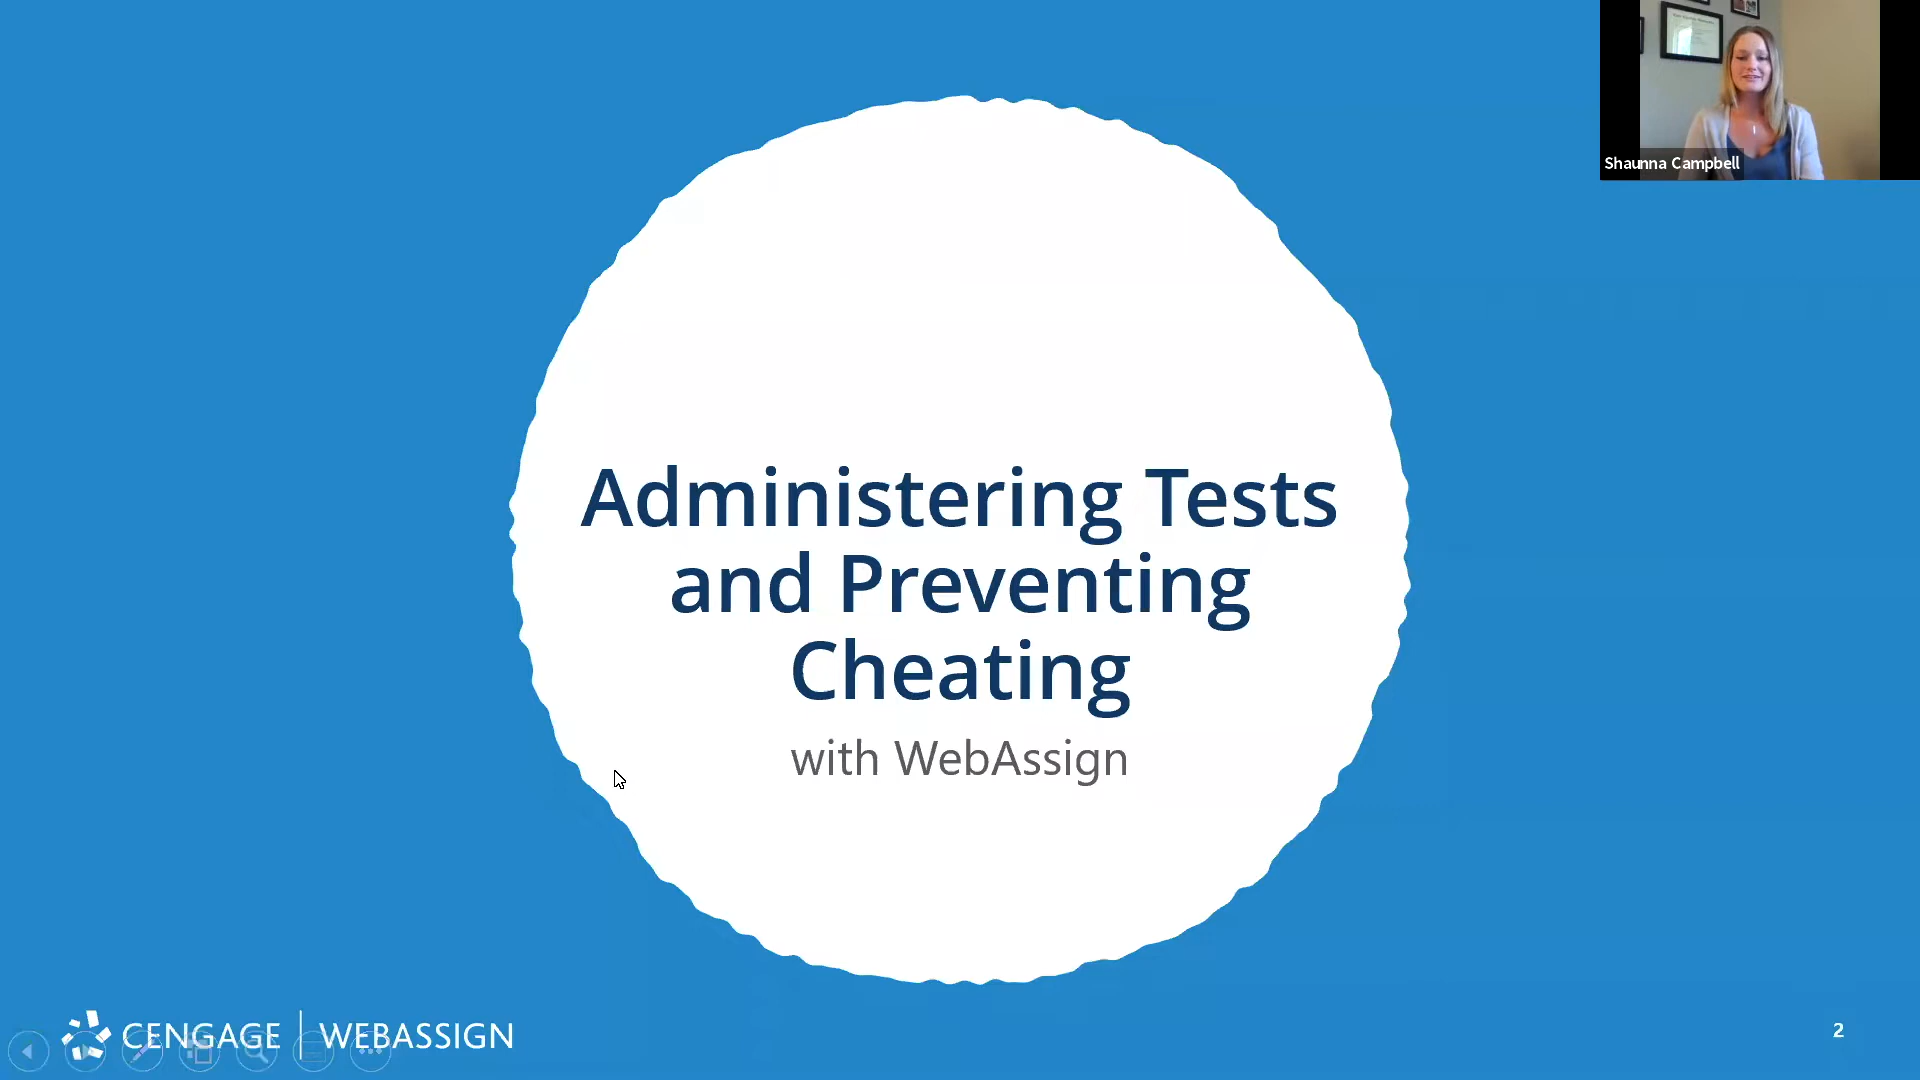 Shaunna Campbell
Administering Tests
and Preventing
Cheating
with WebAssign
CENGAGE | WEBASSIGN
2